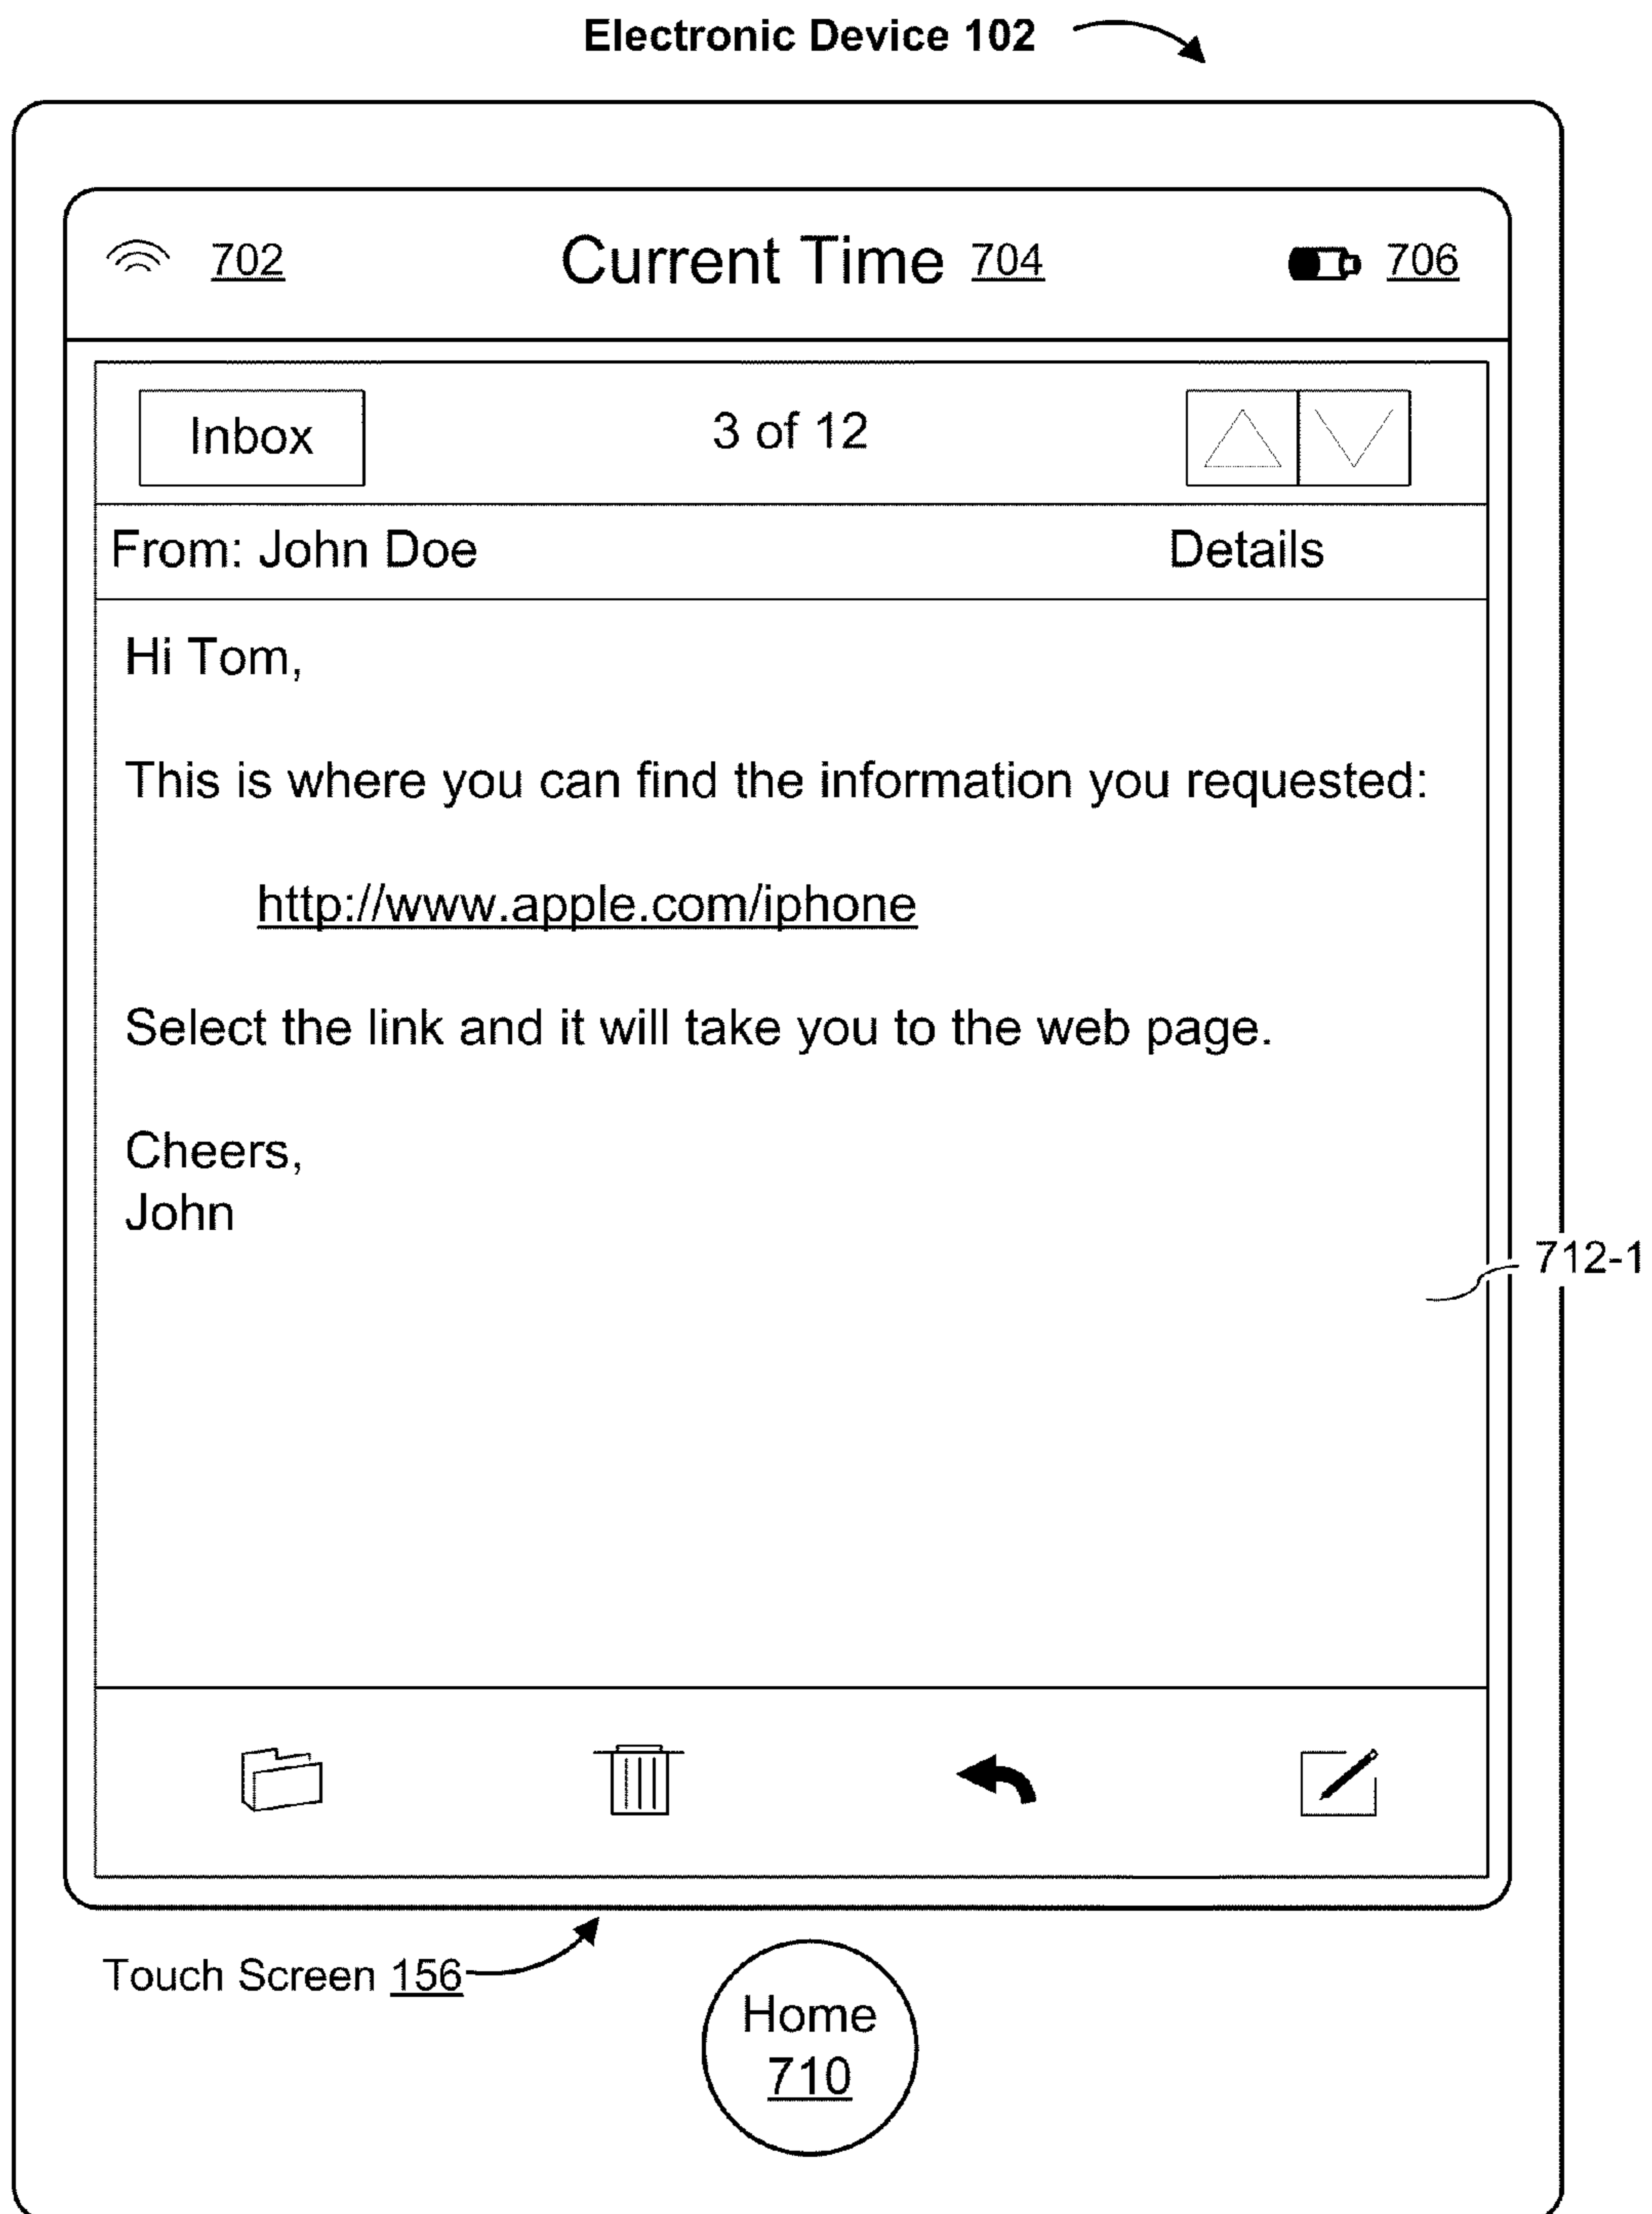 Electronic Device 102
702 Current Time 704 706
Inbox 3 of 12
From: John Doe Details
Hi Tom,
This is where you can find the information you requested:
http://www.apple.com/iphone
Select the link and it will take you to the web page.
Cheers,
John
712-1
Touch Screen 156
Home
710